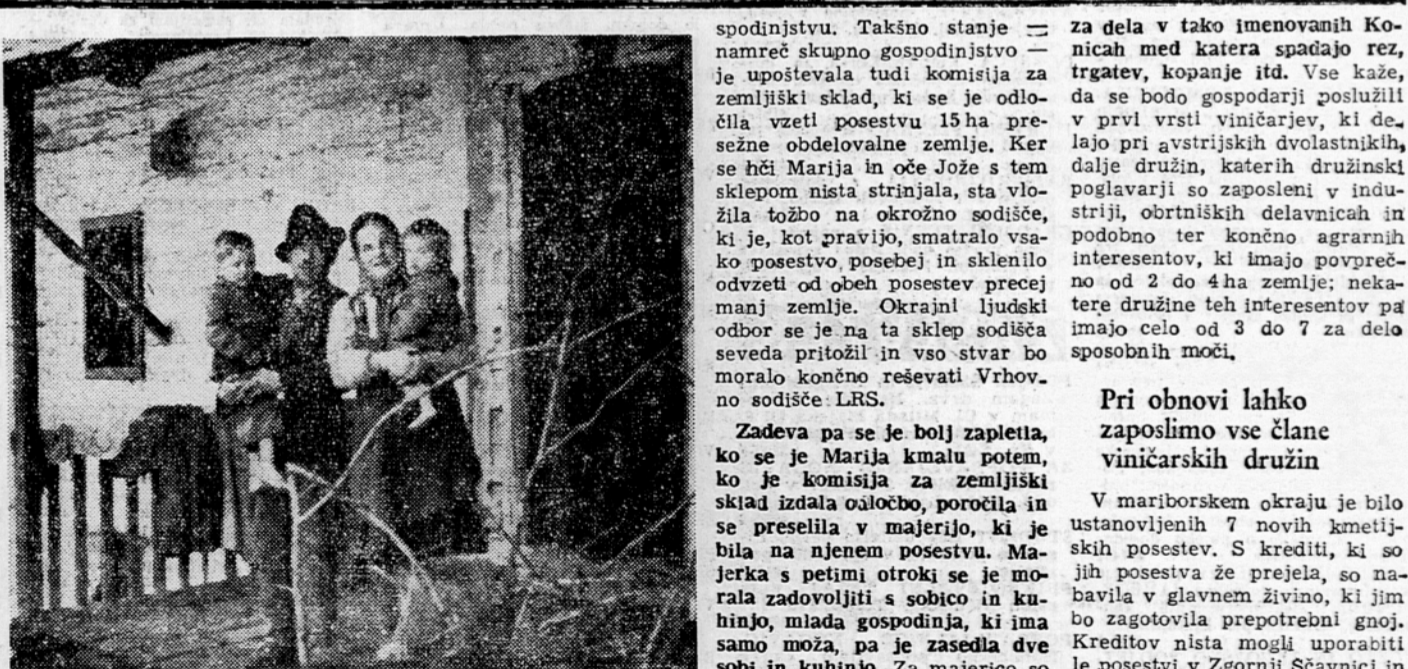 spodinjstvu. Takšno stanje —
namreč skupno gospodinjstvo —
je upoštevala tudi komisija za
zemljiški sklad, ki se je odlo-
čila vzeti posestvu 15 ha pre-
sežne obdelovalne zemlje. Ker
se hči Marija in oče Jože s tem
sklepom nista strinjala, sta vlo-
žila tožbo na okrožno sodišče,
ki je, kot pravijo, smatralo vsa-
ko posestvo posebej in sklenilo
odvzeti od obeh posestev precej
manj zemlje. Okrajni ljudski
odbor se je na ta sklep sodišča
seveda pritožil in vso stvar bo
moralo končno reševati Vrhov-
no sodišče LRS.
Zadeva pa se je bolj zapletla,
ko se je Marija kmalu potem,
ko je komisija za zemljiški
sklad izdala odločbo, poročila in
se preselila v majerijo, ki je
bila na njenem posestvu. Ma-
jerka s petimi otroki se je mo-
rala zadovoljiti s sobico in ku-
hinjo, mlada gospodinja, ki ima
samo moža, pa je zasedla dve
sobi in kuhinjo. Za majerico so
za dela v tako imenovanih Ko-
nicah med katera spadajo rez,
trgatev, kopanje itd. Vse kaže,
da se bodo gospodarji poslužili
v prvi vrsti viničarjev, ki de-
lajo pri avstrijskih dvolastnikih,
dalje družin, katerih družinski
poglavarji so zaposleni v indu-
striji, obrtniških delavnicah in
podobno ter končno agrarnih
interesentov, ki imajo povpreč-
no od 2 do 4 ha zemlje; neka-
tere družine teh interesentov pa
imajo celo od 3 do 7 za delo
sposobnih moči.
Pri obnovi lahko
zaposlimo vse člane
viničarskih družin
V mariborskem okraju je bilo
ustanovljenih 7 novih kmetij-
skih posestev. S krediti, ki so
jih posestva že prejela, so na-
bavila v glavnem živino, ki jim
bo zagotovila prepotrebni gnoj.
Kreditov nista mogli uporabiti
le posestvi v Zgornji Ščavnici in